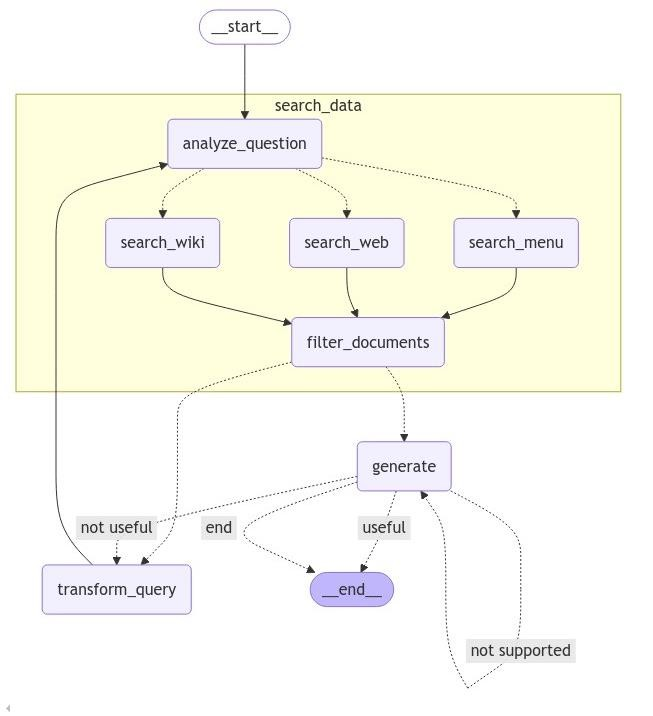 __start__
search_data
analyze_question
search_wiki
search_web
search_menu
filter_documents
generate
not useful
end
useful
transform_query
__end__
not supported